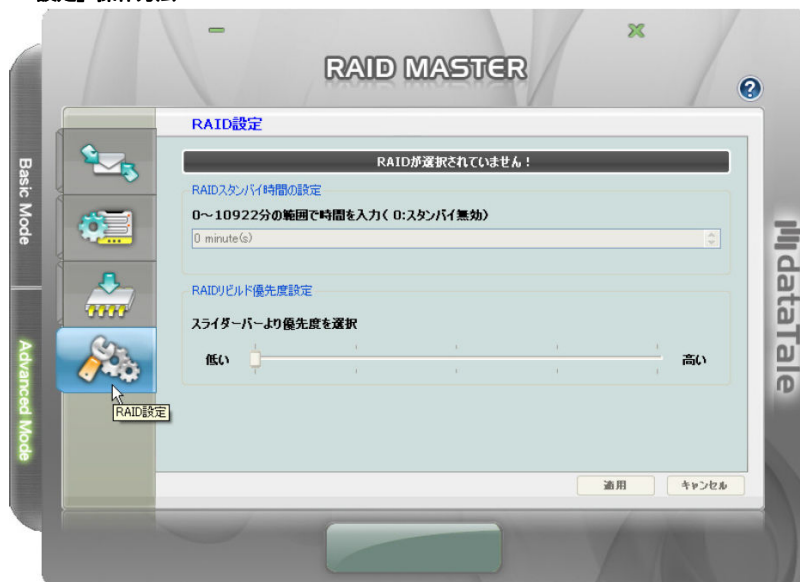 RAID MASTER
RAID設定
RAIDが選択されていません!
RAIDスタンバイ時間の設定
0~10922分の範囲で時間を入力( 0:スタンバイ無効)
0 minute(s)
RAIDリビルド優先度設定
スライダーバーより優先度を選択
低い
高い
RAID設定
適用
キャンセル
Basic Mode
Advanced Mode
dataTale